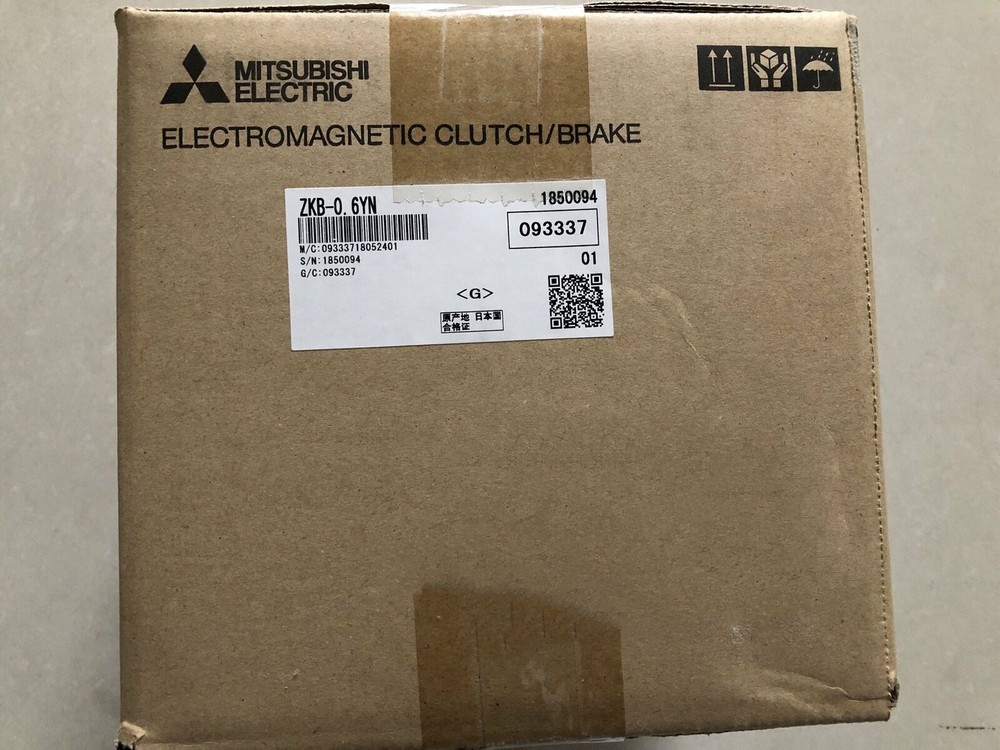 MITSUBISHI
ELECTRIC
ELECTROMAGNETIC CLUTCH/BRAKE
ZKB-0.6YN
1850094
093337
M/C:09333718052401
S/N:1850094
01
G/C:093337
<G>
原产地 日本国
合格证